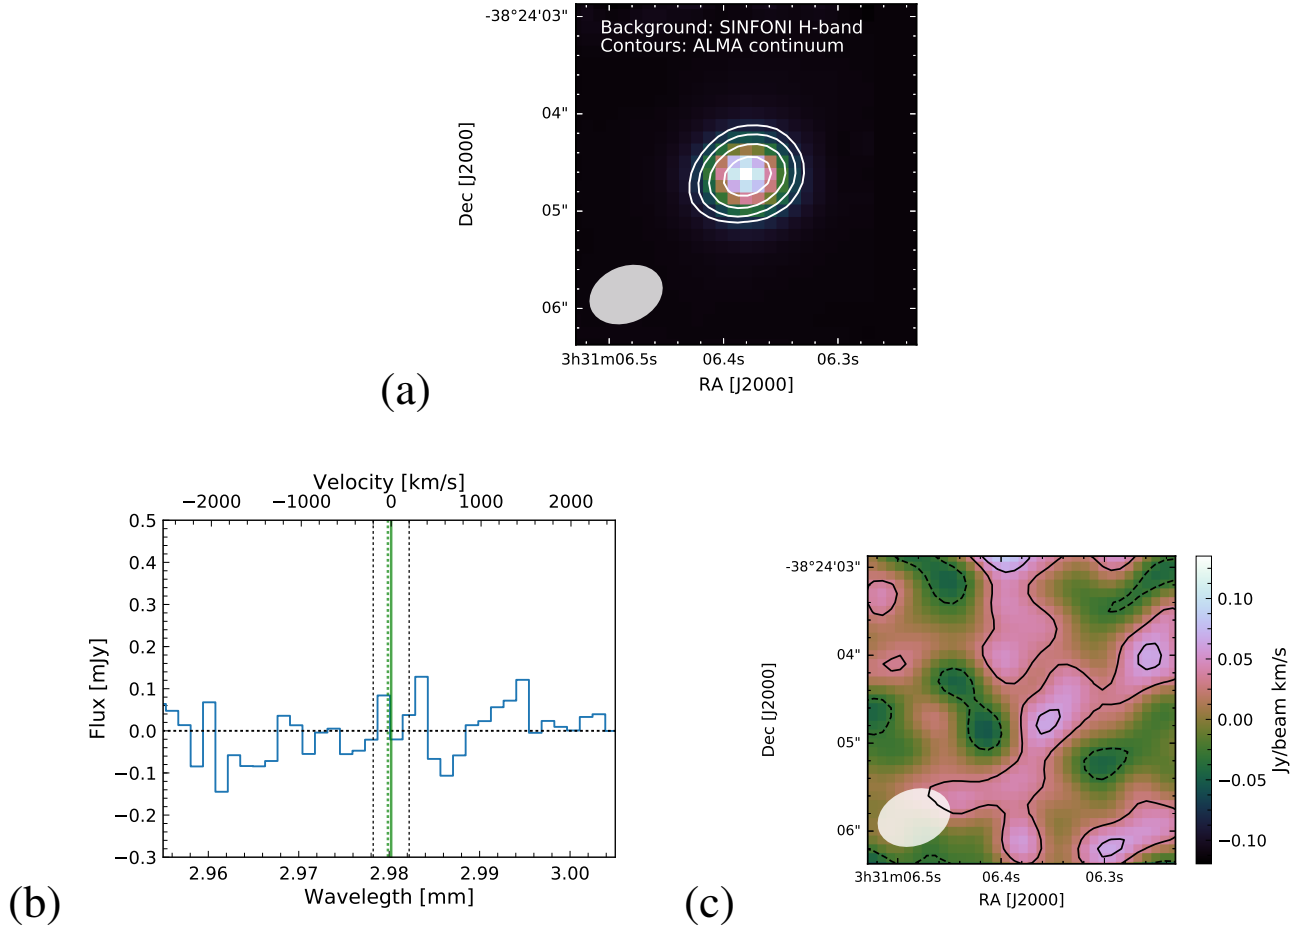 -38°24'03"
Background: SINFONI H-band
Contours: ALMA continuum
04"
Dec [J2000]
05"
06"
3h31m06.5s 06.4s 06.3s
RA [J2000]
(a)
Velocity [km/s]
−2000 −1000 0 1000 2000
0.5
0.4
0.3
0.2
0.1
0.0
−0.1
−0.2
−0.3
Flux [mJy]
2.96 2.97 2.98 2.99 3.00
Wavelegth [mm]
(b)
-38°24'03"
04"
05"
06"
Dec [J2000]
3h31m06.5s 06.4s 06.3s
RA [J2000]
0.10
0.05
0.00
−0.05
−0.10
Jy/beam km/s
(c)